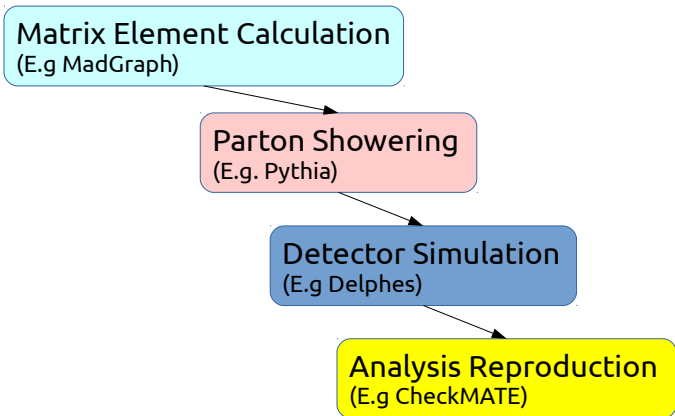 Matrix Element Calculation
(E.g MadGraph)
Parton Showering
(E.g. Pythia)
Detector Simulation
(E.g Delphes)
Analysis Reproduction
(E.g CheckMATE)